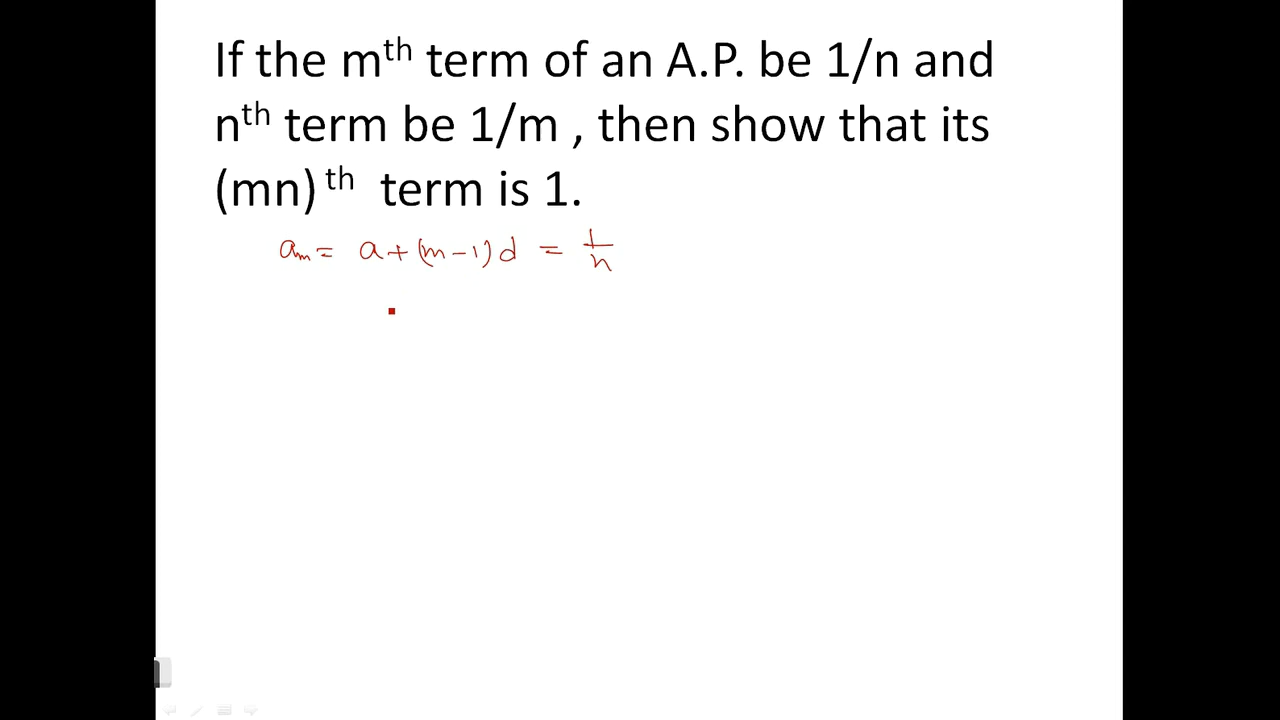 If the mᵗʰ term of an A.P. be 1/n and
nᵗʰ term be 1/m , then show that its
(mn) ᵗʰ term is 1.
aₘ = a + (m - 1) d = 1/n